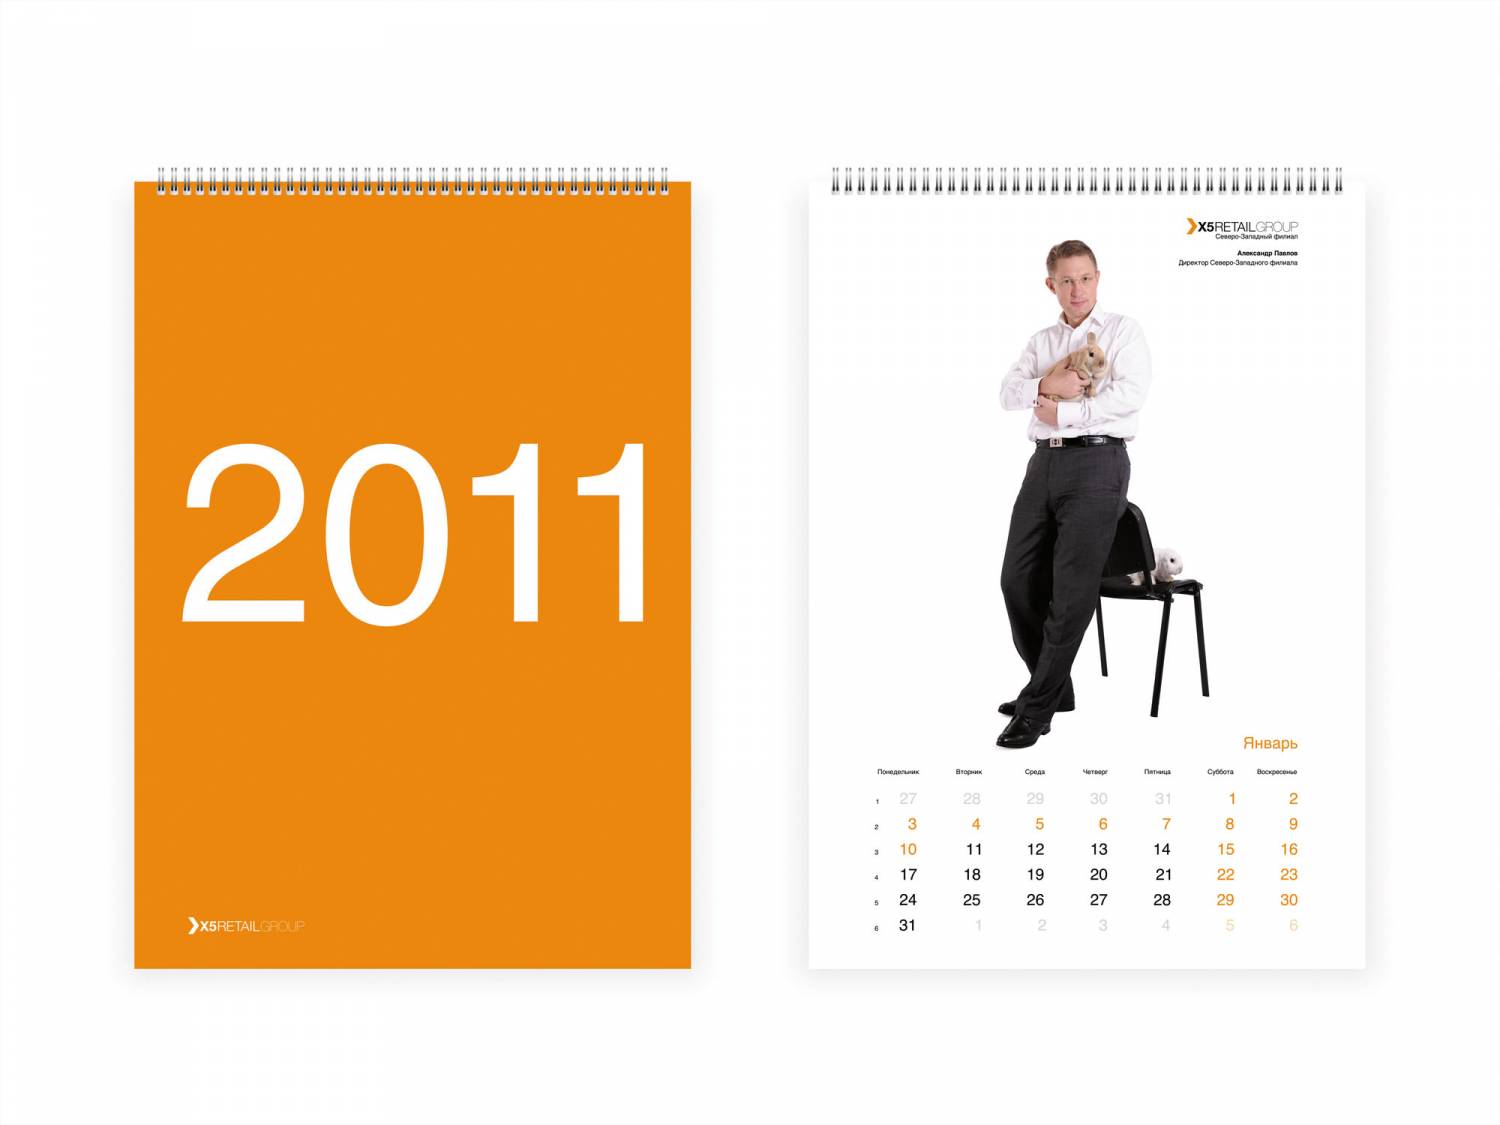 2011
X5RETAILGROUP
X5RETAILGROUP
Северо-Западный филиал
Александр Павлов
Директор Северо-Западного филиала
Январь
Понедельник Вторник Среда Четверг Пятница Суббота Воскресенье
1 27 28 29 30 31 1 2
2 3 4 5 6 7 8 9
3 10 11 12 13 14 15 16
4 17 18 19 20 21 22 23
5 24 25 26 27 28 29 30
6 31 1 2 3 4 5 6